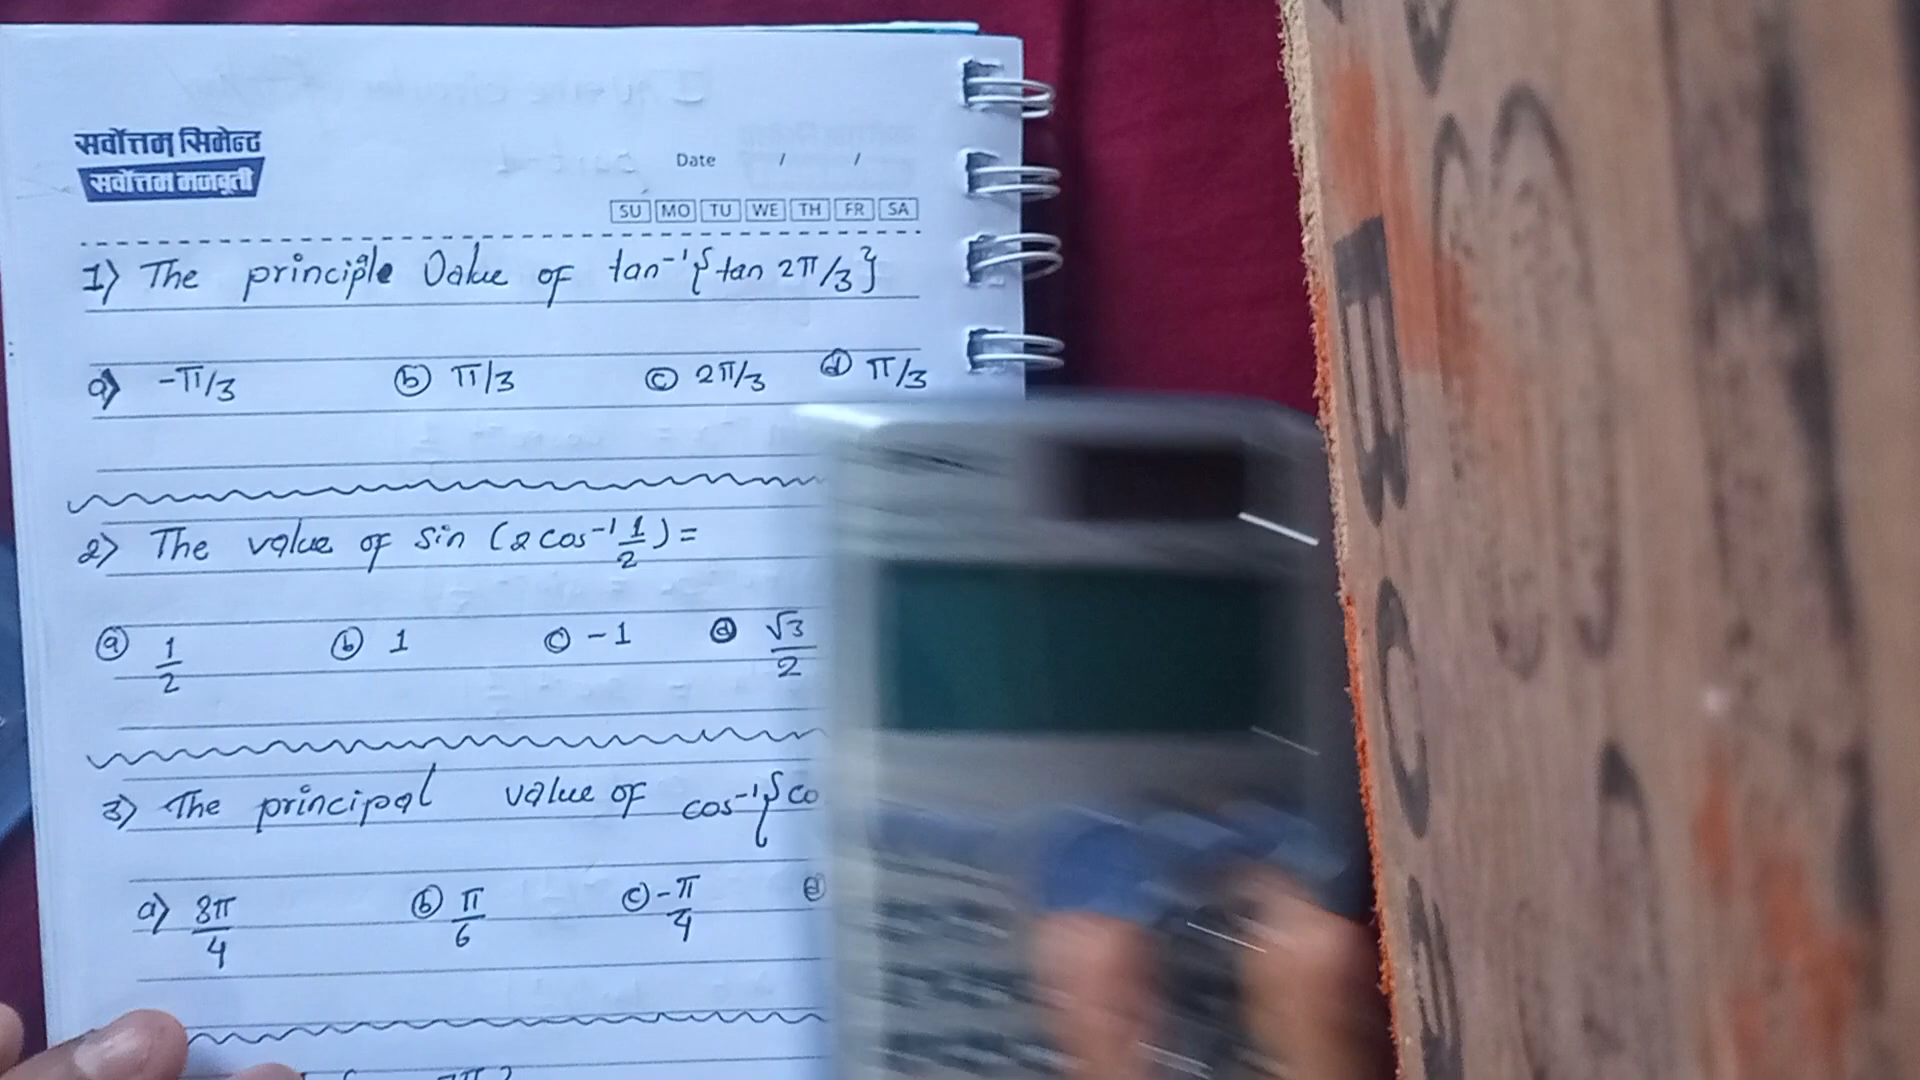 सर्वोत्तम सिमेन्ट
सर्वोत्तम मजबूती
Date / /
SU MO TU WE TH FR SA
1) The principle Value of tan⁻¹{tan 2π/3}
a) -π/3 (b) π/3 (c) 2π/3 (d) π/3
2) The value of sin (2 cos⁻¹ 1/2) =
(a) 1/2 (b) 1 (c) -1 (d) √3/2
3) The principal value of cos⁻¹{co
a) 3π/4 (b) π/6 (c) -π/4 (d)